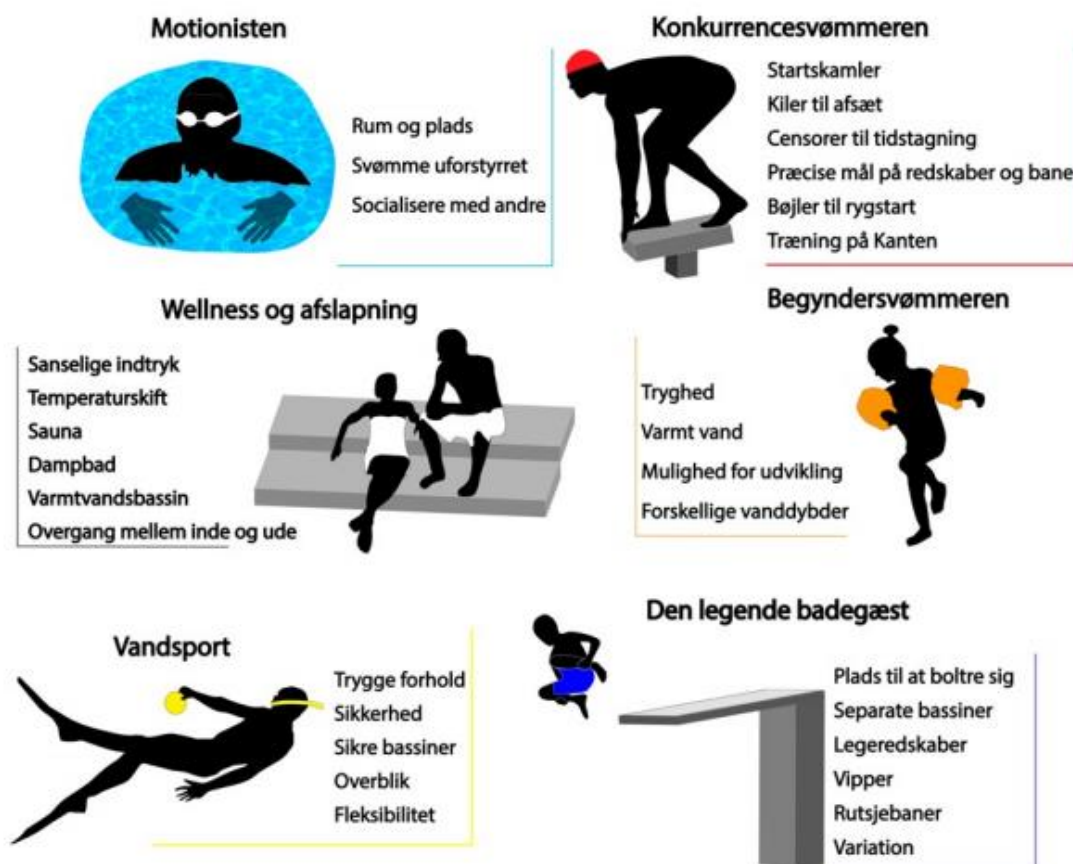 Motionisten
Rum og plads
Svømme uforstyrret
Socialisere med andre
Konkurrencesvømmeren
Startskamler
Kiler til afsæt
Censorer til tidstagning
Præcise mål på redskaber og bane
Bøjler til rygstart
Træning på Kanten
Wellness og afslapning
Sanselige indtryk
Temperaturskift
Sauna
Dampbad
Varmtvandsbassin
Overgang mellem inde og ude
Begyndersvømmeren
Tryghed
Varmt vand
Mulighed for udvikling
Forskellige vanddybder
Vandsport
Trygge forhold
Sikkerhed
Sikre bassiner
Overblik
Fleksibilitet
Den legende badegæst
Plads til at boltre sig
Separate bassiner
Legeredskaber
Vipper
Rutsjebaner
Variation